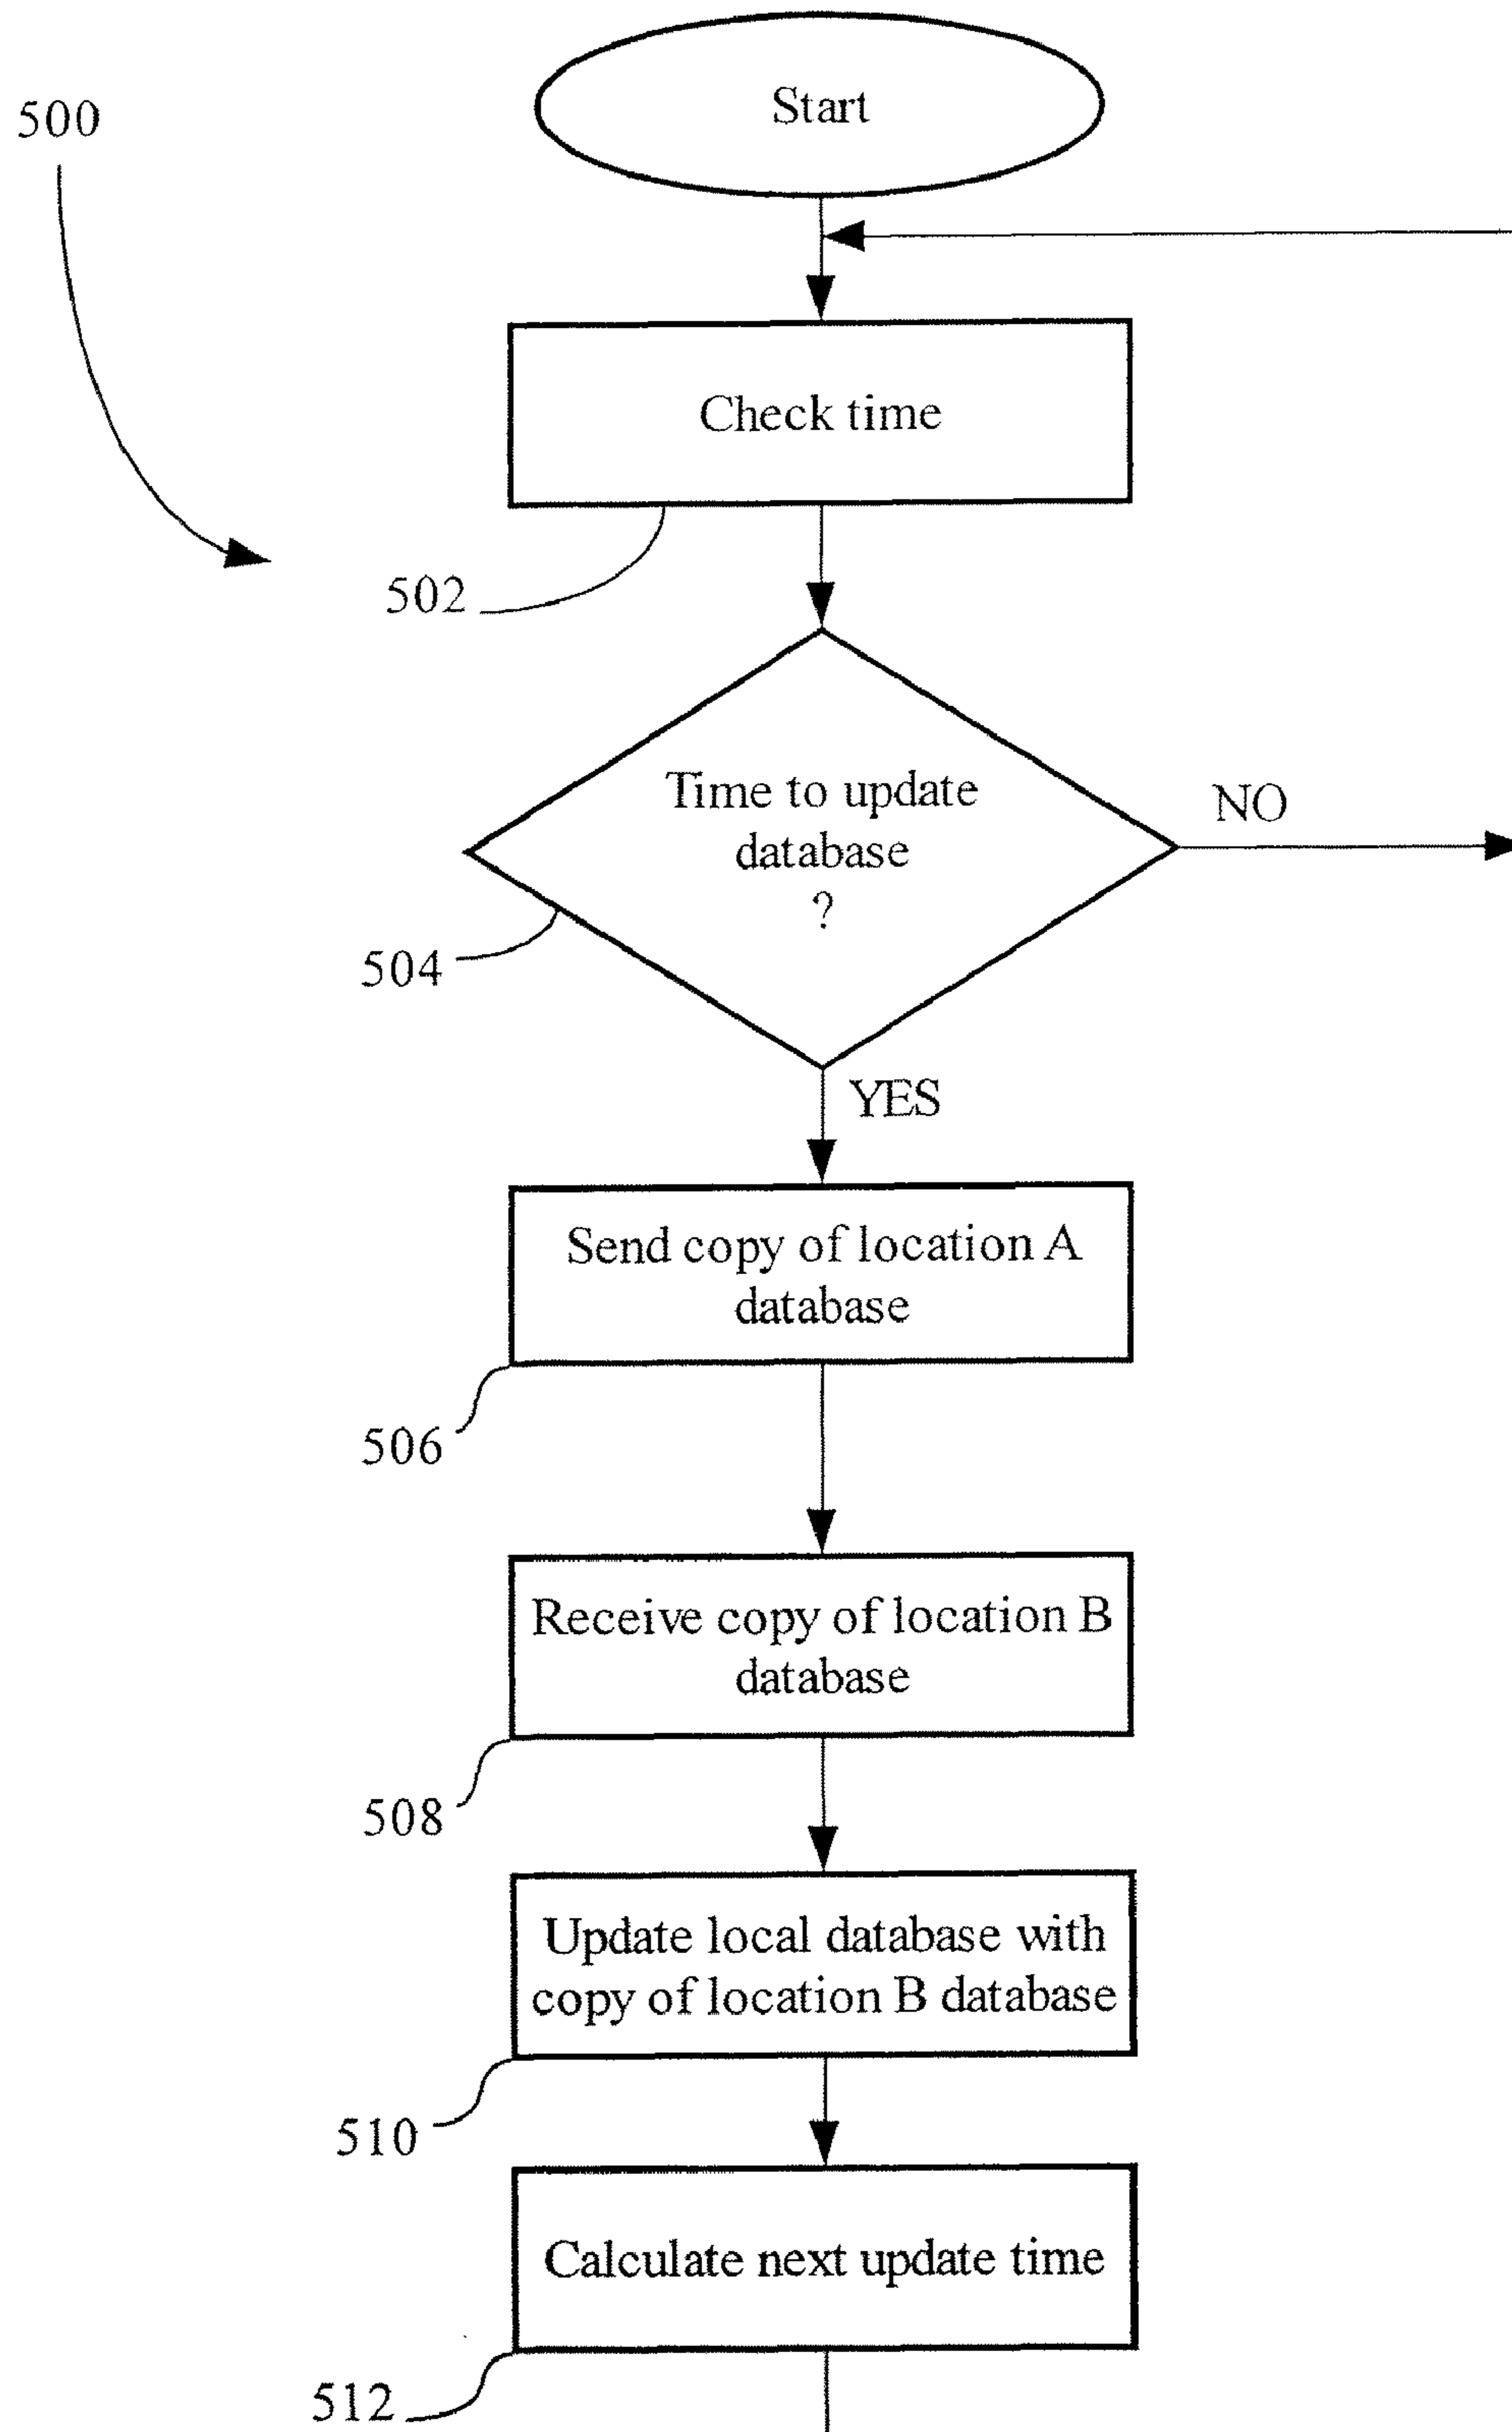 500
Start
Check time
502
Time to update
database
?
NO
504
YES
Send copy of location A
database
506
Receive copy of location B
database
508
Update local database with
copy of location B database
510
Calculate next update time
512